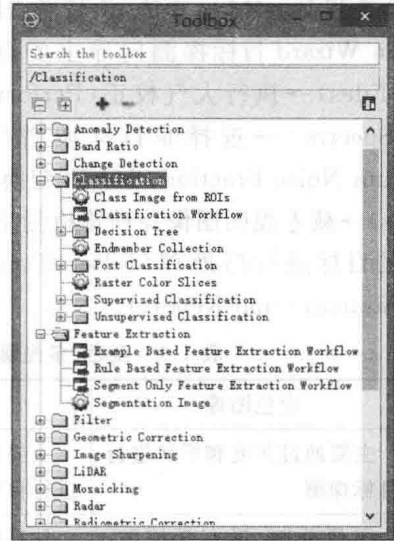 Toolbox
Search the toolbox
/Classification
Anomaly Detection
Band Ratio
Change Detection
Classification
Class Image from ROIs
Classification Workflow
Decision Tree
Endmember Collection
Post Classification
Raster Color Slices
Supervised Classification
Unsupervised Classification
Feature Extraction
Example Based Feature Extraction Workflow
Rule Based Feature Extraction Workflow
Segment Only Feature Extraction Workflow
Segmentation Image
Filter
Geometric Correction
Image Sharpening
LiDAR
Mosaicking
Radar
Radiometric Correction